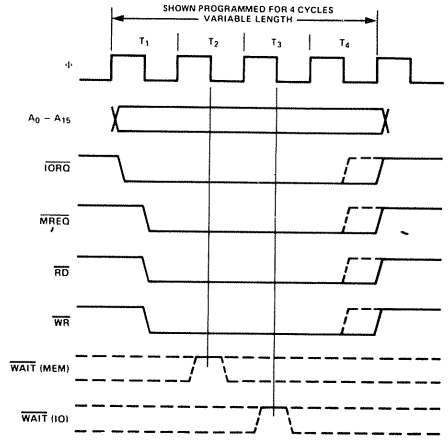 SHOWN PROGRAMMED FOR 4 CYCLES
VARIABLE LENGTH
T1 T2 T3 T4
Φ
A0 – A15
IORQ
MREQ
RD
WR
WAIT (MEM)
WAIT (IO)